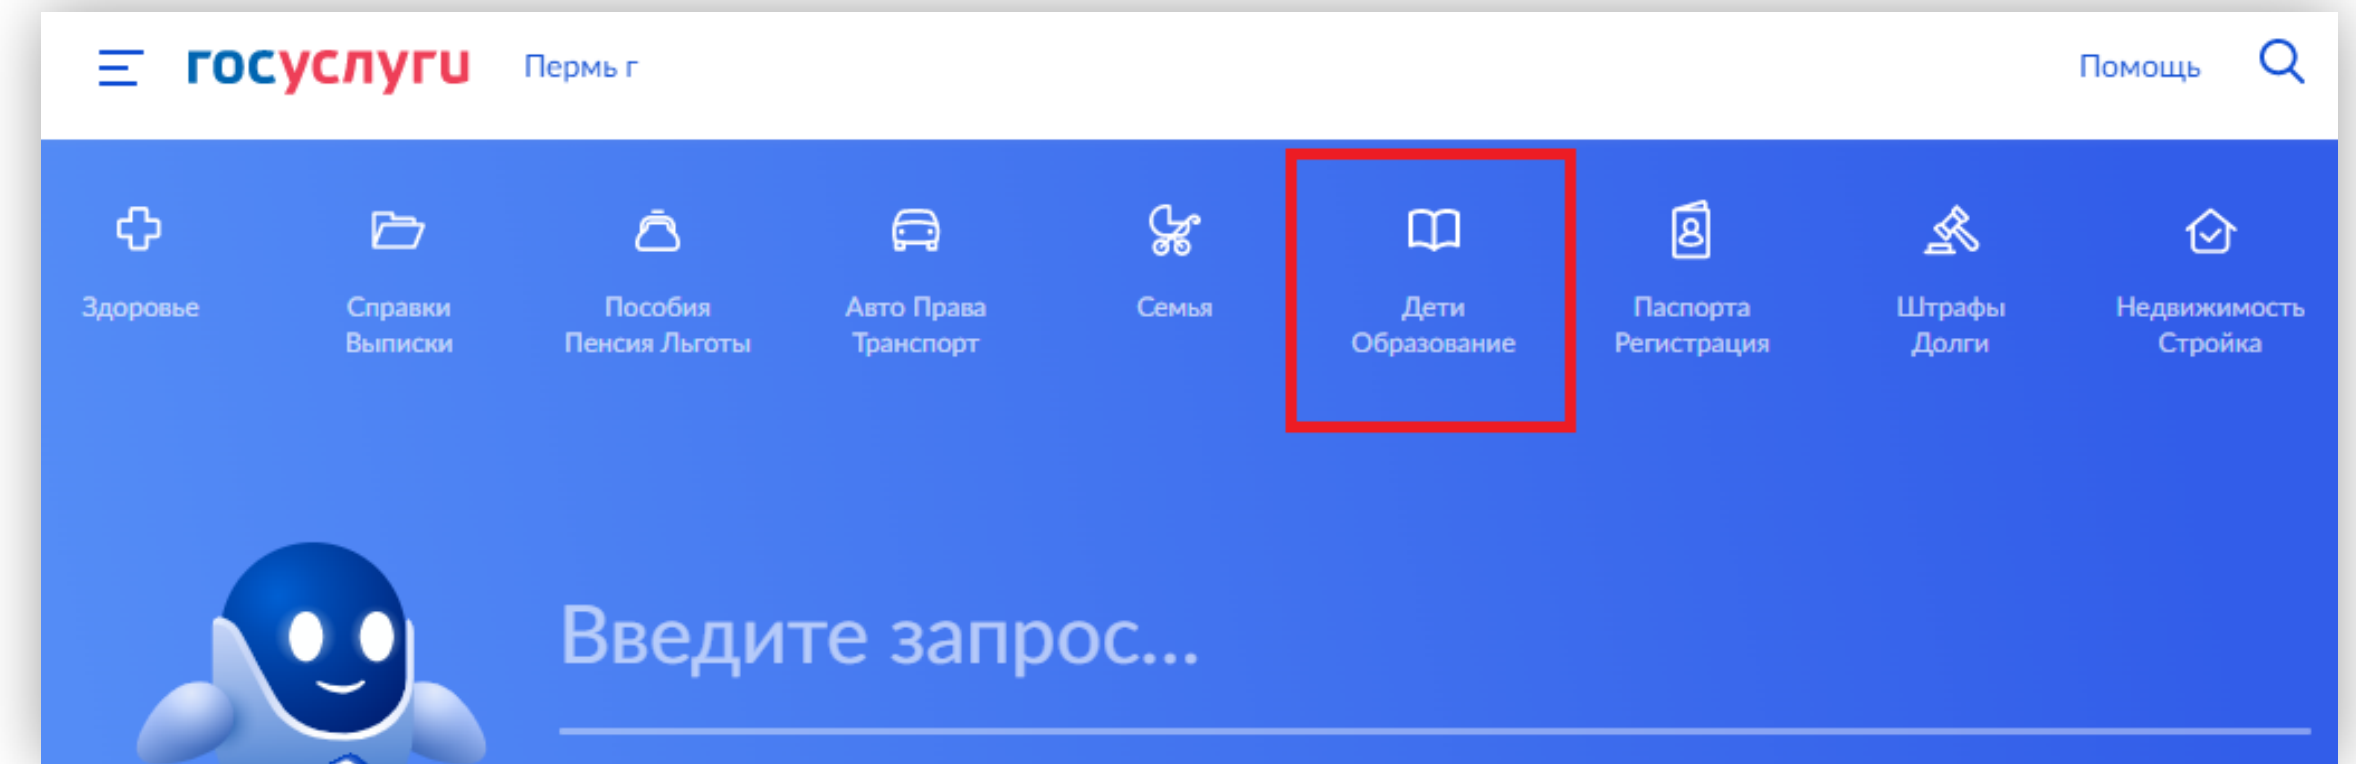 госуслуги Пермь г Помощь
Здоровье
Справки
Выписки
Пособия
Пенсия Льготы
Авто Права
Транспорт
Семья
Дети
Образование
Паспорта
Регистрация
Штрафы
Долги
Недвижимость
Стройка
Введите запрос...